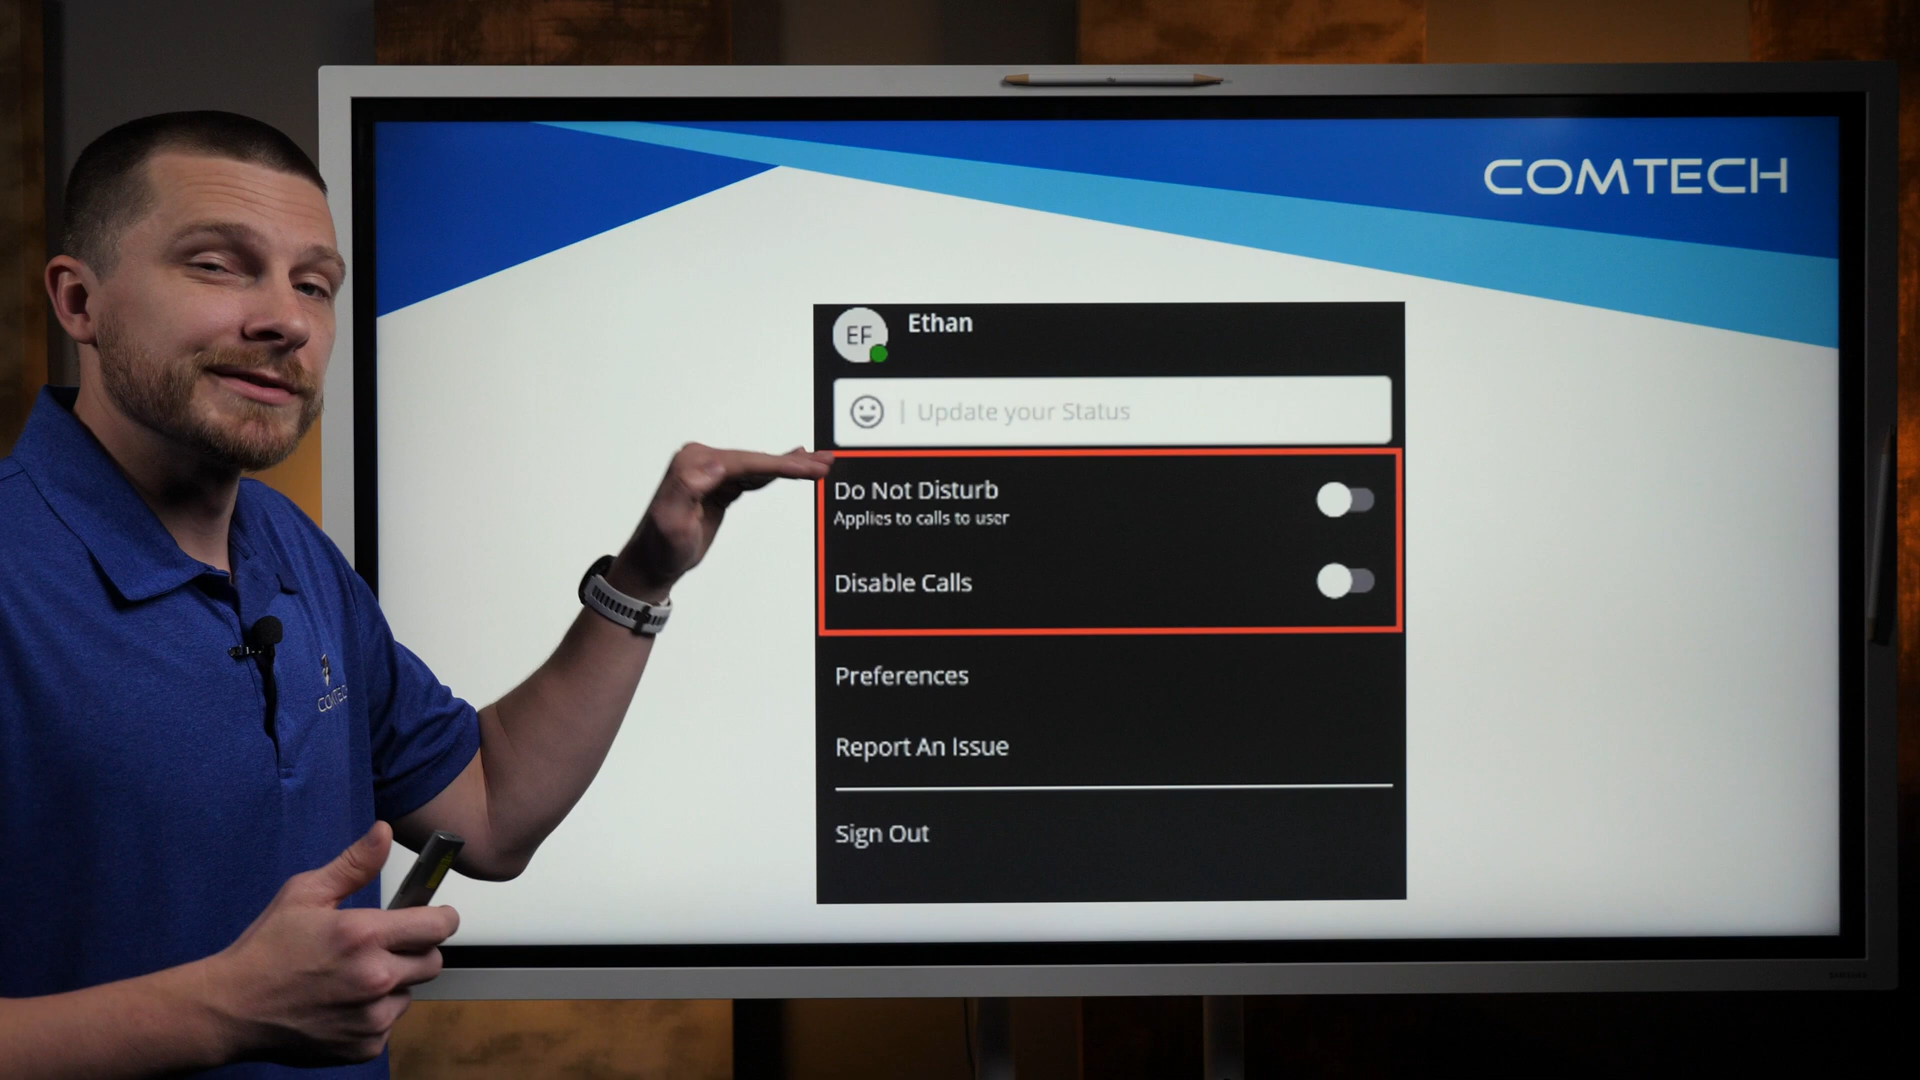 COMTECH
EF
Ethan
Update your Status
Do Not Disturb
Applies to calls to user
Disable Calls
Preferences
Report An Issue
Sign Out
COMTECH